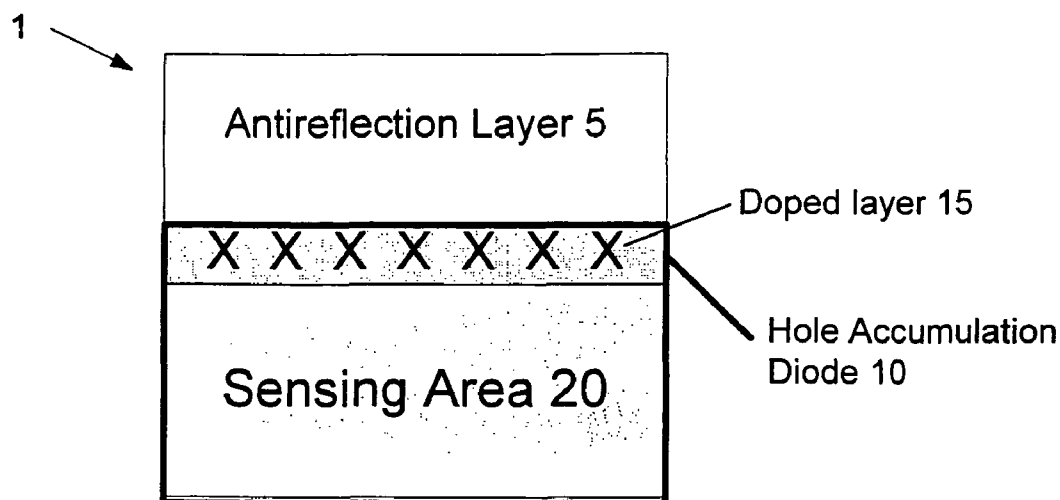 1
Antireflection Layer 5
Doped layer 15
X X X X X X X
Hole Accumulation
Diode 10
Sensing Area 20